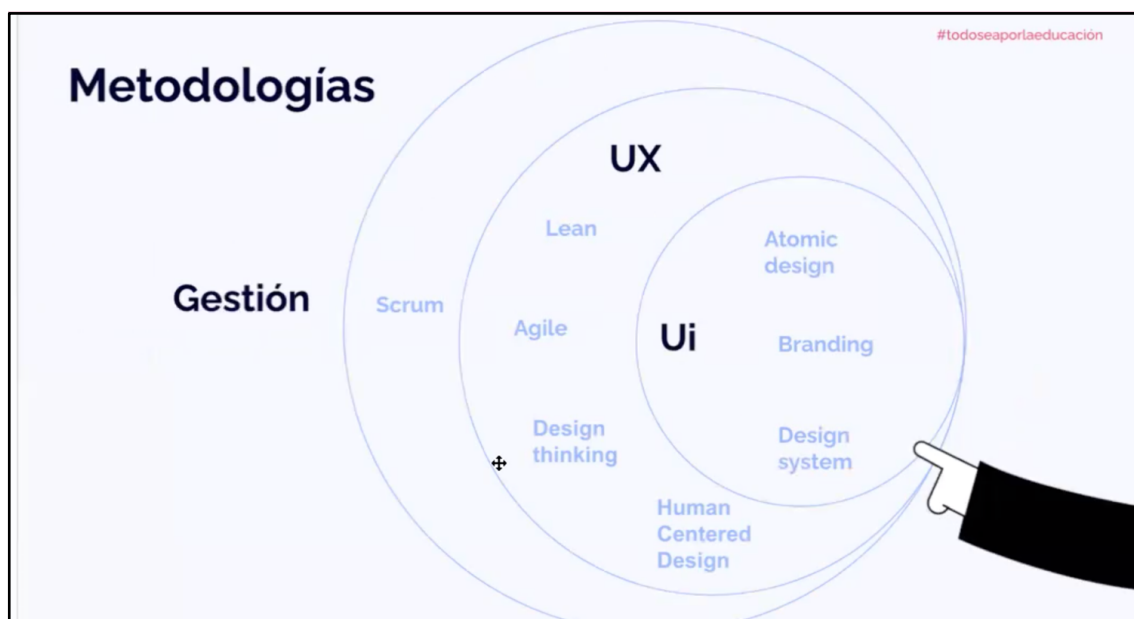 #todoseaporlaeducación
Metodologías
UX
Lean
Atomic
design
Gestión
Scrum
Agile
Ui
Branding
Design
thinking
Design
system
Human
Centered
Design